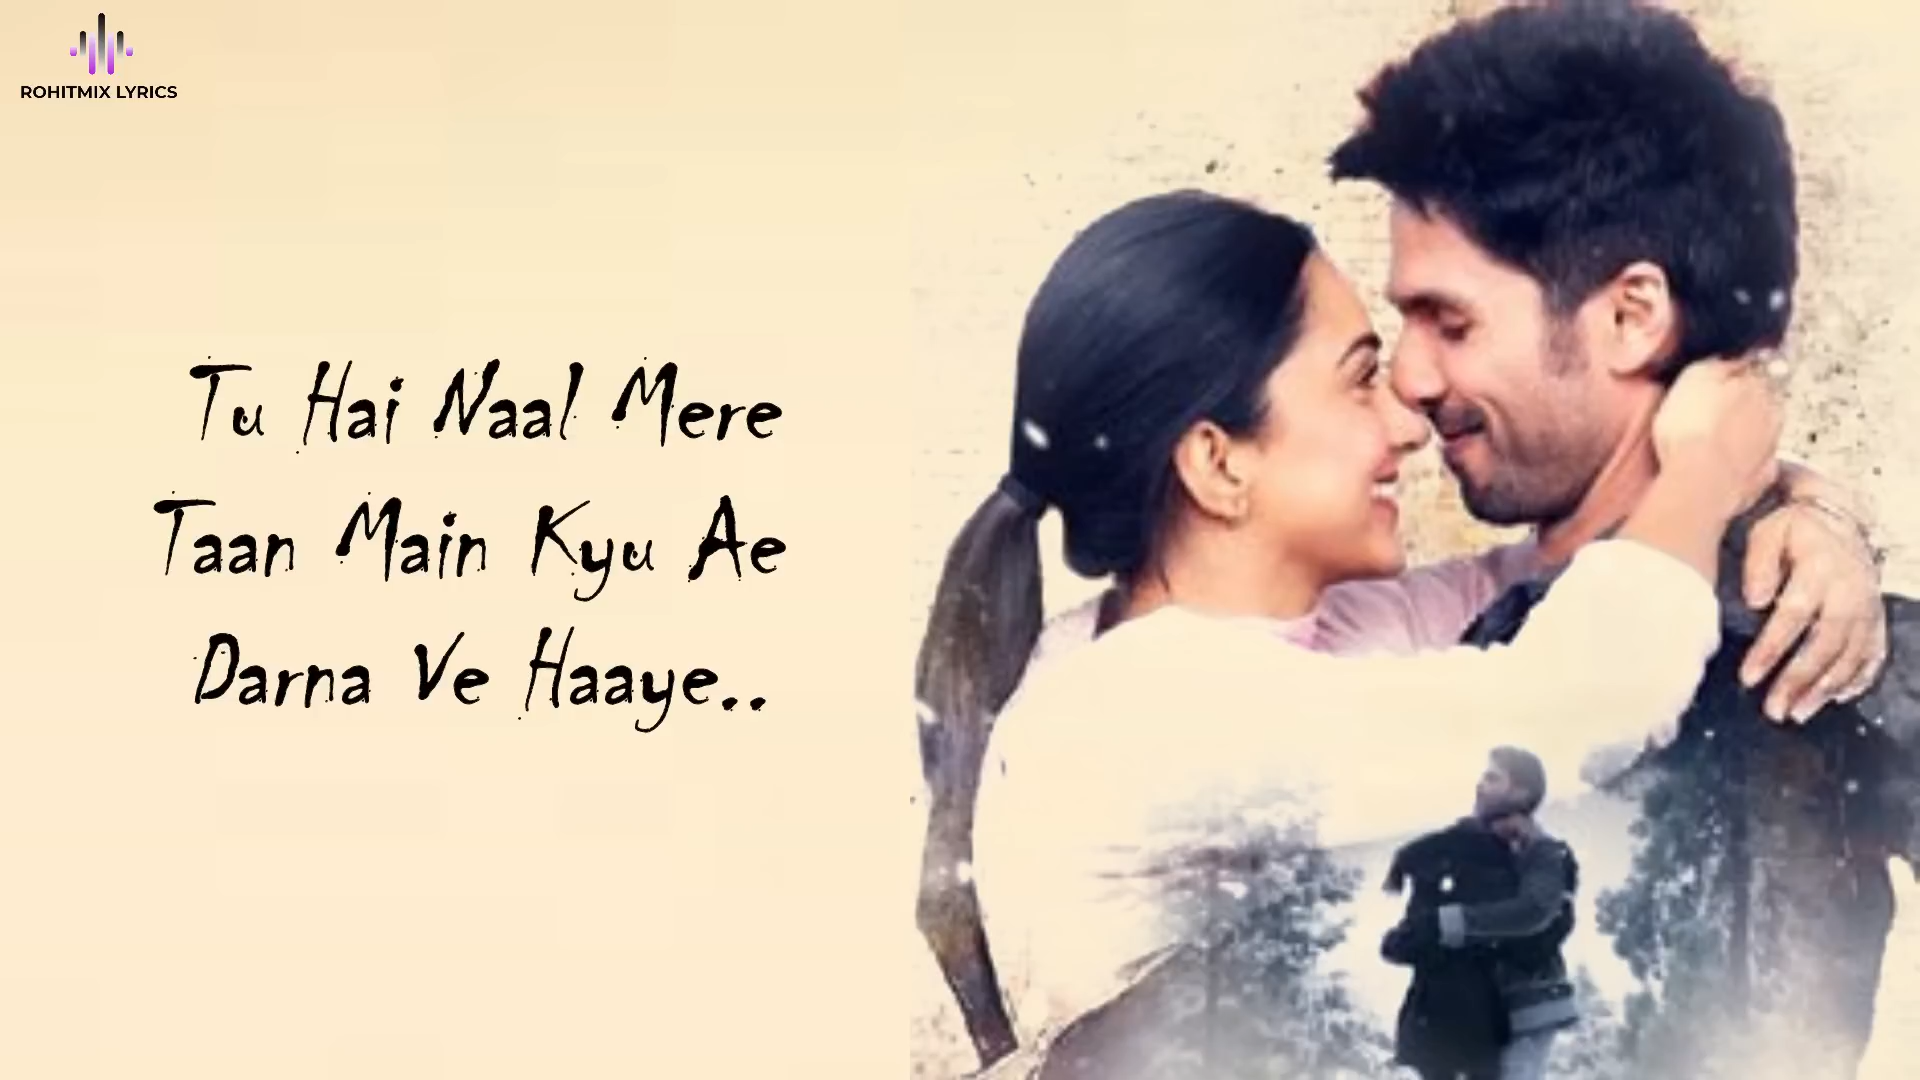 ROHITMIX LYRICS
Tu Hai Naal Mere
Taan Main Kyu Ae
Darna Ve Haaye..